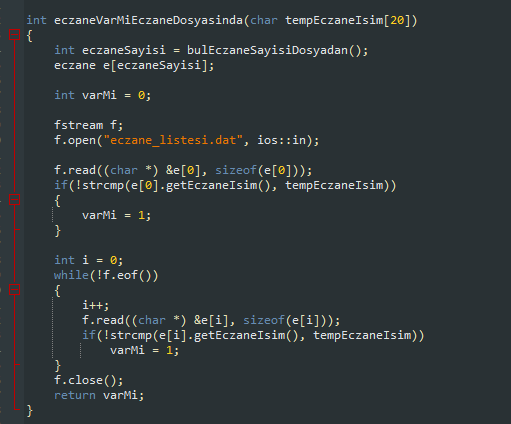 int eczaneVarMiEczaneDosyasinda(char tempEczaneIsim[20])
{
    int eczaneSayisi = bulEczaneSayisiDosyadan();
    eczane e[eczaneSayisi];

    int varMi = 0;

    fstream f;
    f.open("eczane_listesi.dat", ios::in);

    f.read((char *) &e[0], sizeof(e[0]));
    if(!strcmp(e[0].getEczaneIsim(), tempEczaneIsim))
    {
        varMi = 1;
    }

    int i = 0;
    while(!f.eof())
    {
        i++;
        f.read((char *) &e[i], sizeof(e[i]));
        if(!strcmp(e[i].getEczaneIsim(), tempEczaneIsim))
            varMi = 1;
    }
    f.close();
    return varMi;
}